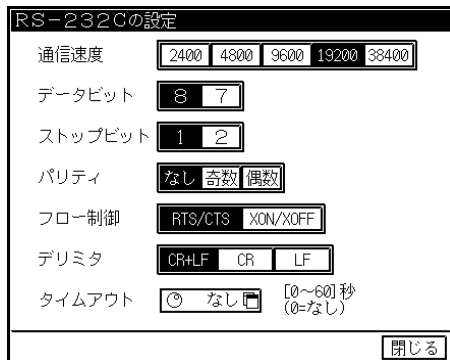 RS-232Cの設定
通信速度 2400 4800 9600 19200 38400
データビット 8 7
ストップビット 1 2
パリティ なし 奇数 偶数
フロー制御 RTS/CTS XON/XOFF
デリミタ CR+LF CR LF
タイムアウト なし [0~60]秒
(0=なし)
閉じる